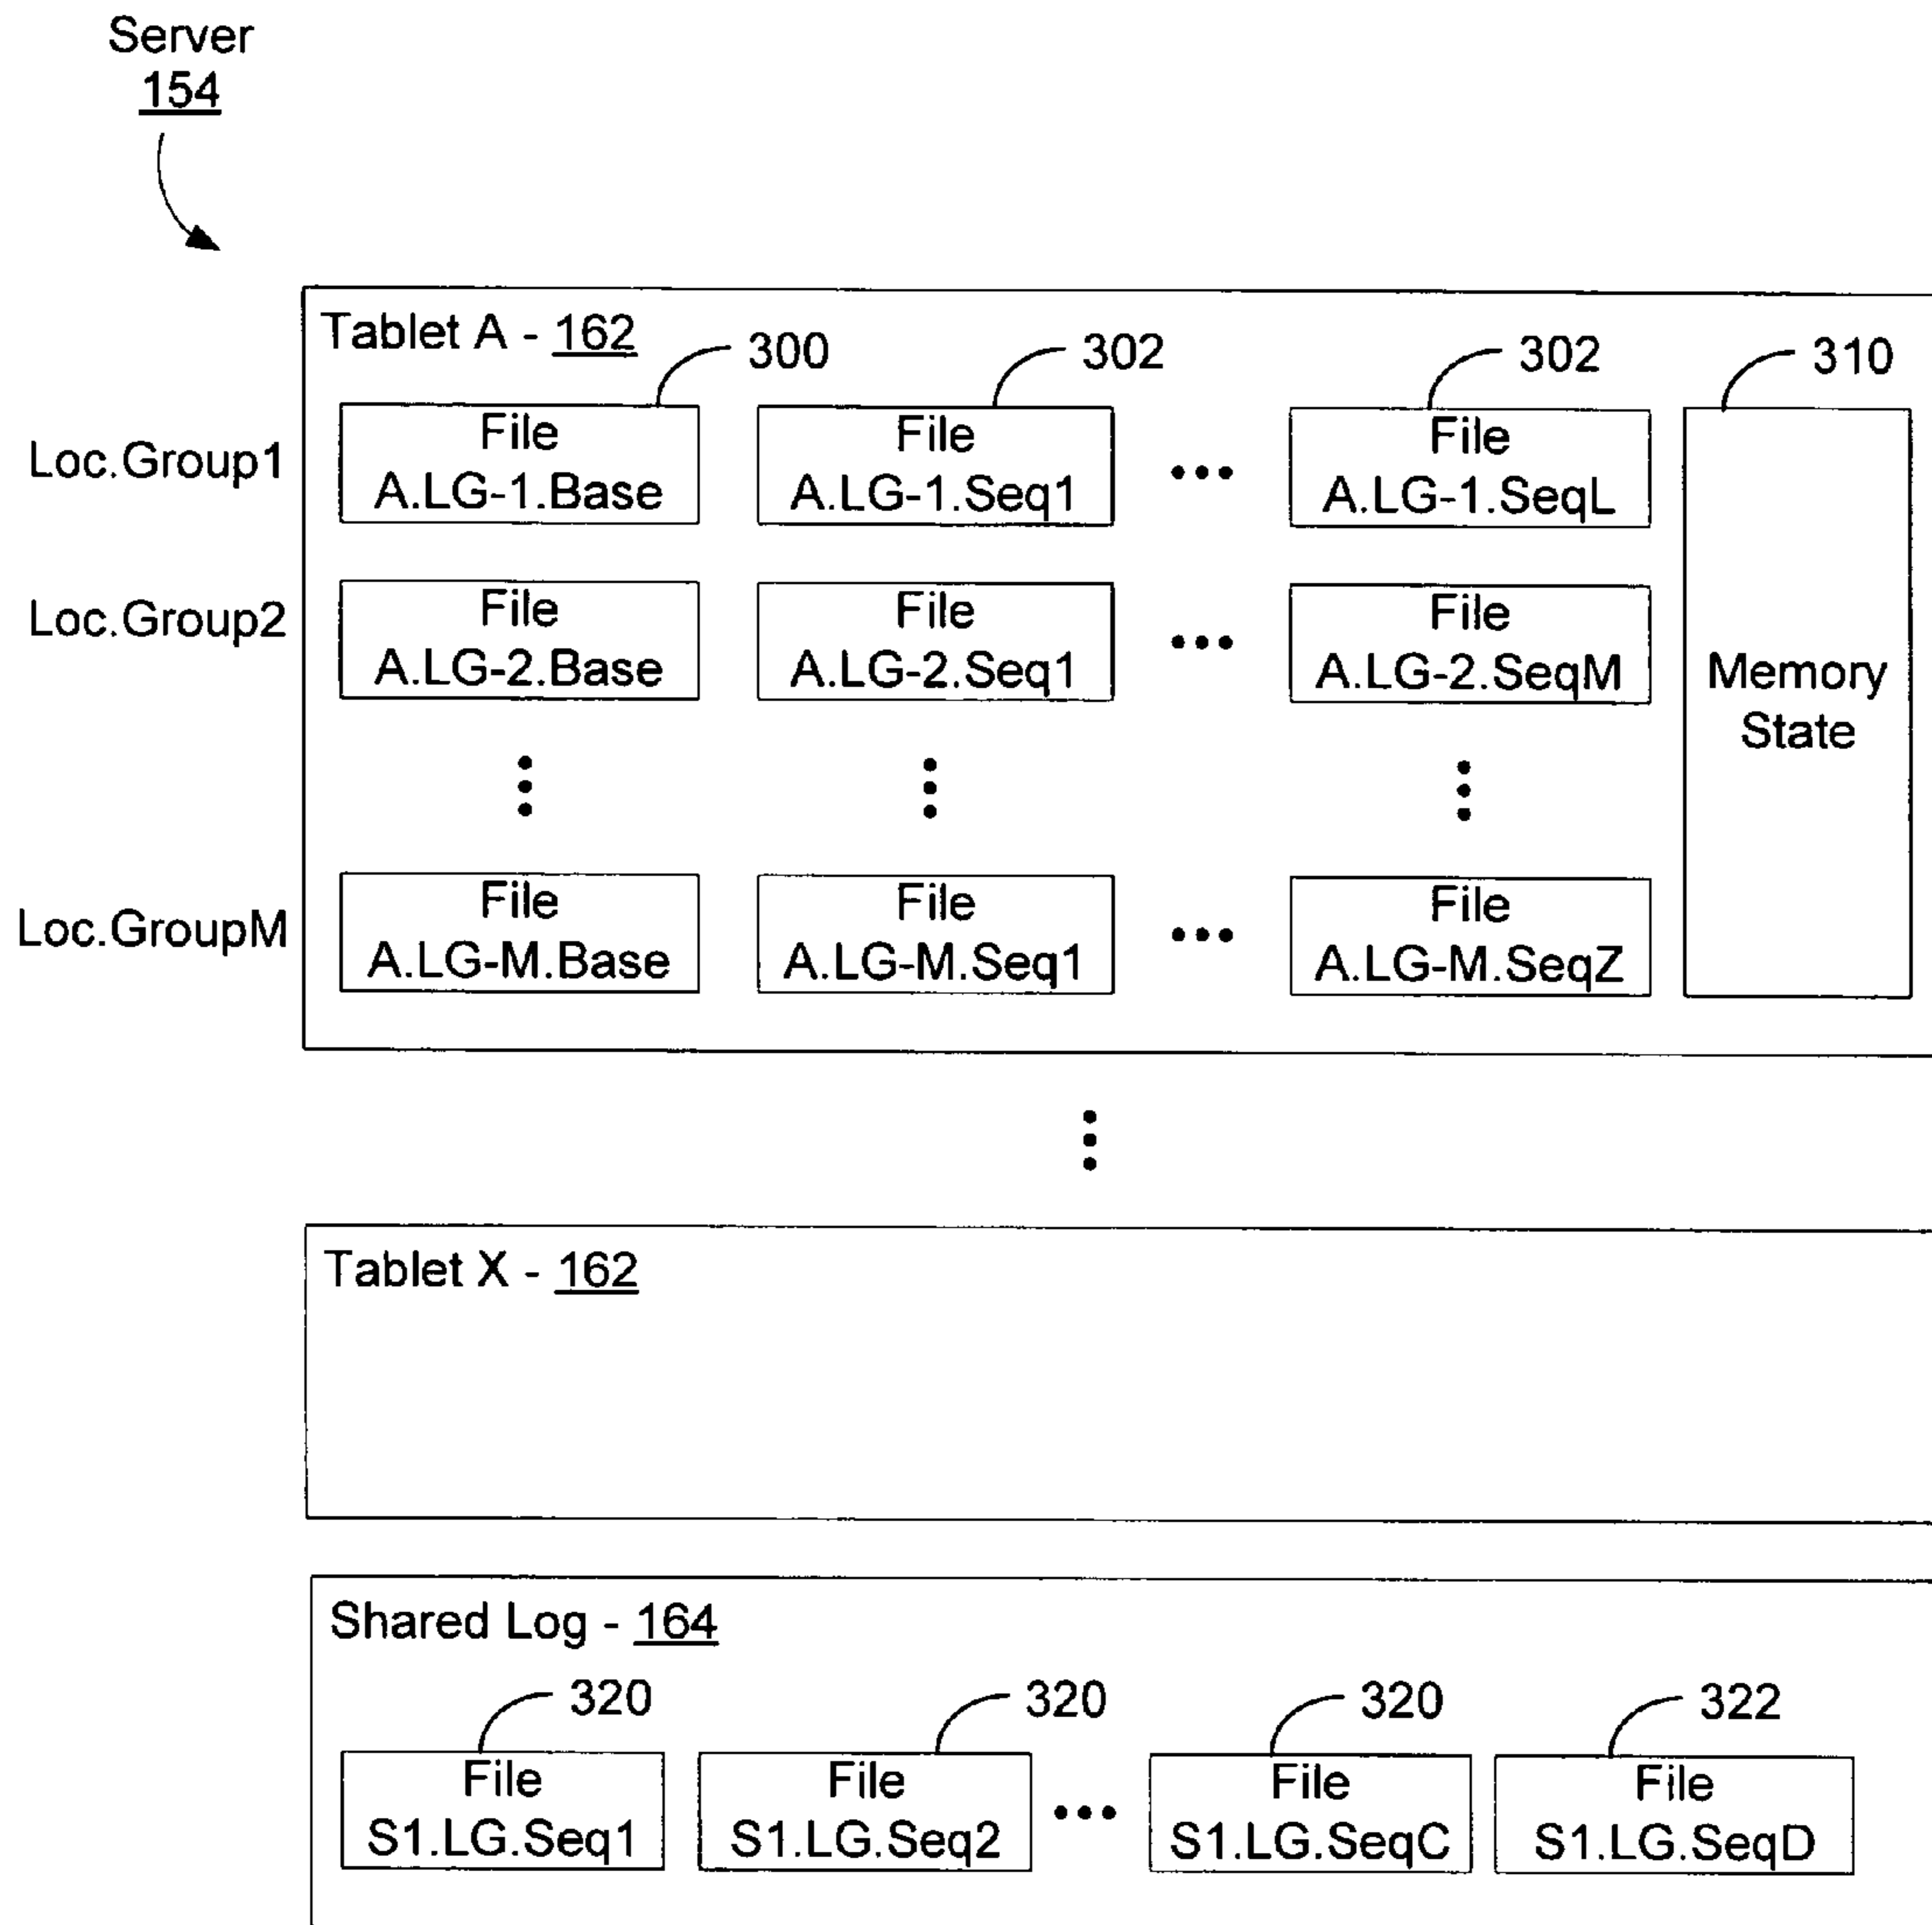 Server
154
Tablet A - 162
300
302
302
310
Loc.Group1
File
A.LG-1.Base
File
A.LG-1.Seq1
•••
File
A.LG-1.SeqL
Loc.Group2
File
A.LG-2.Base
File
A.LG-2.Seq1
•••
File
A.LG-2.SeqM
Memory
State
Loc.GroupM
File
A.LG-M.Base
File
A.LG-M.Seq1
•••
File
A.LG-M.SeqZ
Tablet X - 162
Shared Log - 164
320
320
320
322
File
S1.LG.Seq1
File
S1.LG.Seq2
•••
File
S1.LG.SeqC
File
S1.LG.SeqD